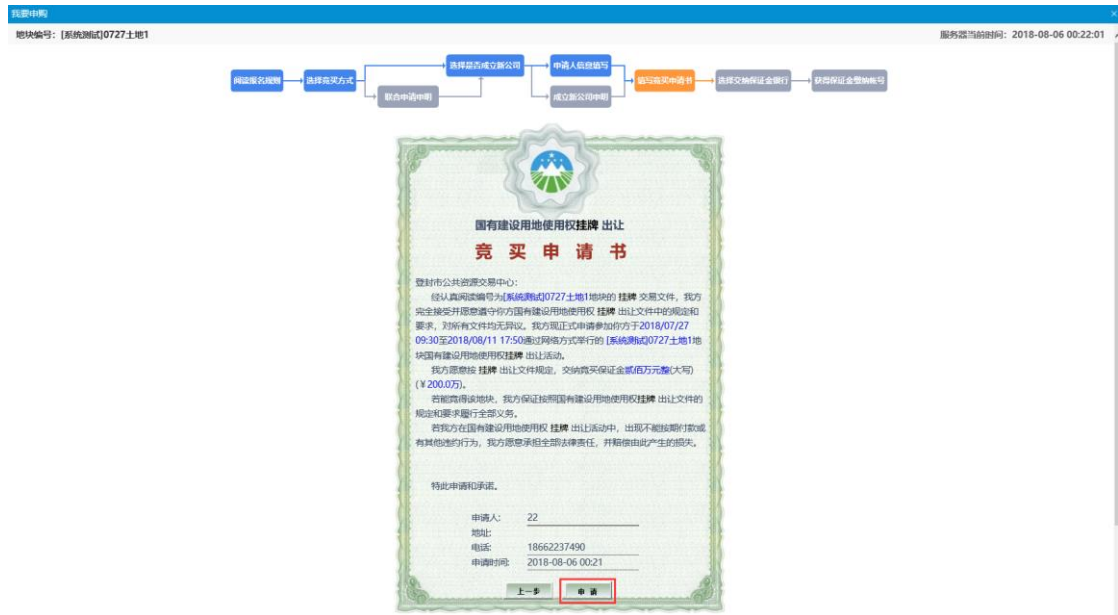 我要申购
地块编号：[系统测试]0727土地1
服务器当前时间：2018-08-06 00:22:01
阅读报名规则
选择竞买方式
选择是否成立新公司
申请人信息填写
联合申请申明
成立新公司申明
填写竞买申请书
选择交纳保证金银行
获得保证金缴纳帐号
国有建设用地使用权挂牌 出让
竞 买 申 请 书
登封市公共资源交易中心:
经认真阅读编号为[系统测试]0727土地1地块的 挂牌 交易文件，我方
完全接受并愿意遵守你方国有建设用地使用权 挂牌 出让文件中的规定和
要求，对所有文件均无异议。我方现正式申请参加你方于2018/07/27
09:30至2018/08/11 17:50通过网络方式举行的 [系统测试]0727土地1地
块国有建设用地使用权挂牌 出让活动。
我方愿意按 挂牌 出让文件规定，交纳竞买保证金贰佰万元整(大写)
(￥200.0万)。
若能竞得该地块，我方保证按照国有建设用地使用权挂牌 出让文件的
规定和要求履行全部义务。
若我方在国有建设用地使用权 挂牌 出让活动中，出现不能按期付款或
有其他违约行为，我方愿意承担全部法律责任，并赔偿由此产生的损失。
特此申请和承诺。
申请人: 22
地址:
电话: 18662237490
申请时间: 2018-08-06 00:21
上一步
申 请